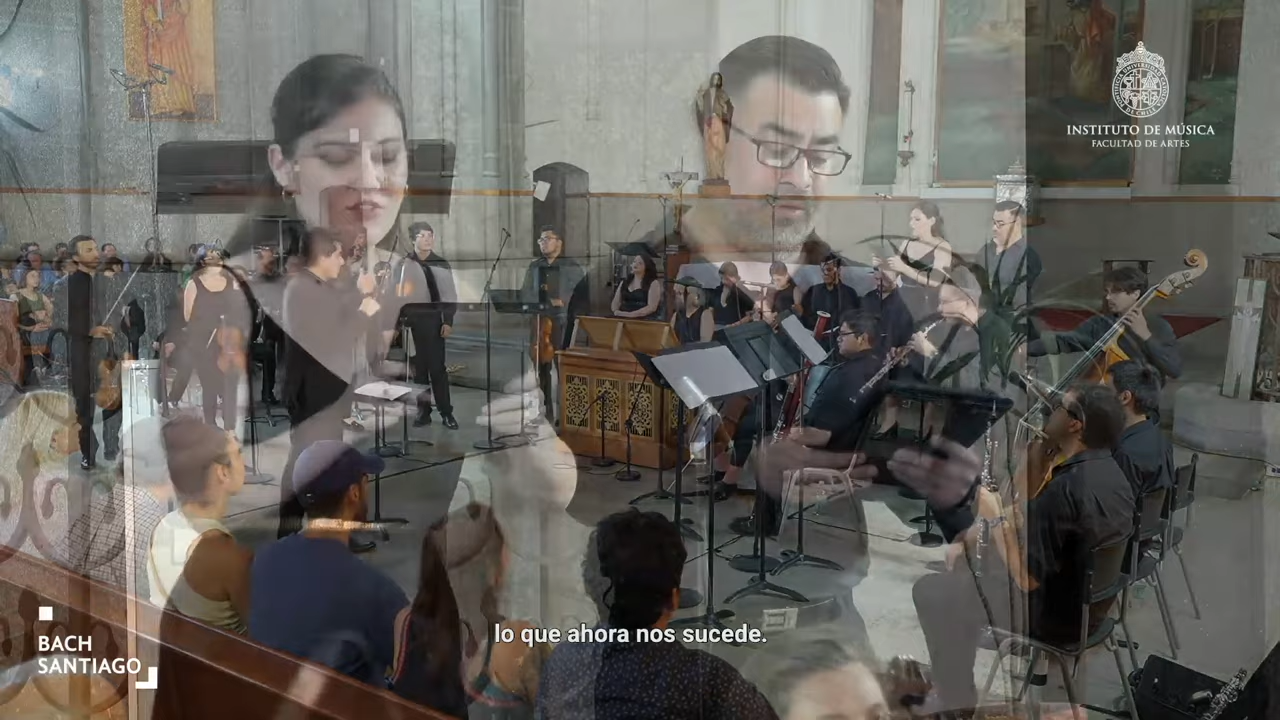 INSTITUTO DE MÚSICA
FACULTAD DE ARTES
lo que ahora nos sucede.
BACH
SANTIAGO